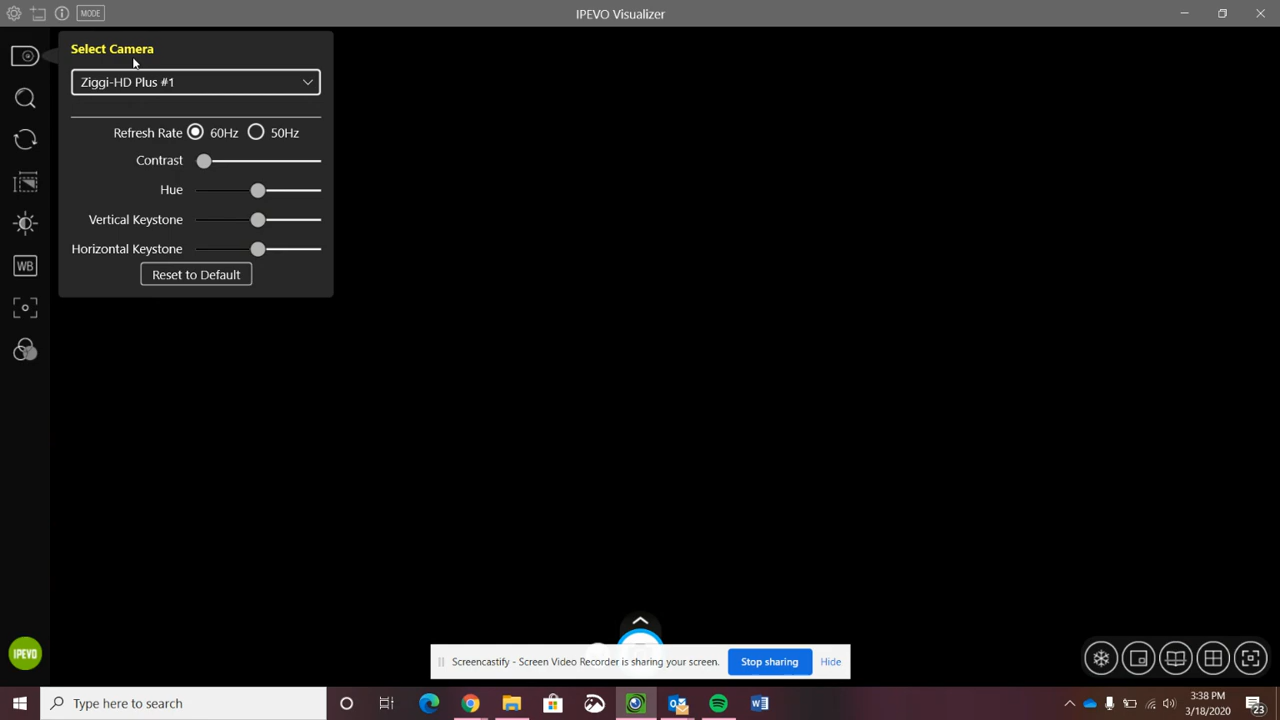 MODE
IPEVO Visualizer
Select Camera
Ziggi-HD Plus #1
Refresh Rate 60Hz 50Hz
Contrast
Hue
Vertical Keystone
Horizontal Keystone
Reset to Default
WB
IPEVO
Screencastify - Screen Video Recorder is sharing your screen. Stop sharing Hide
Type here to search
3:38 PM
3/18/2020
23